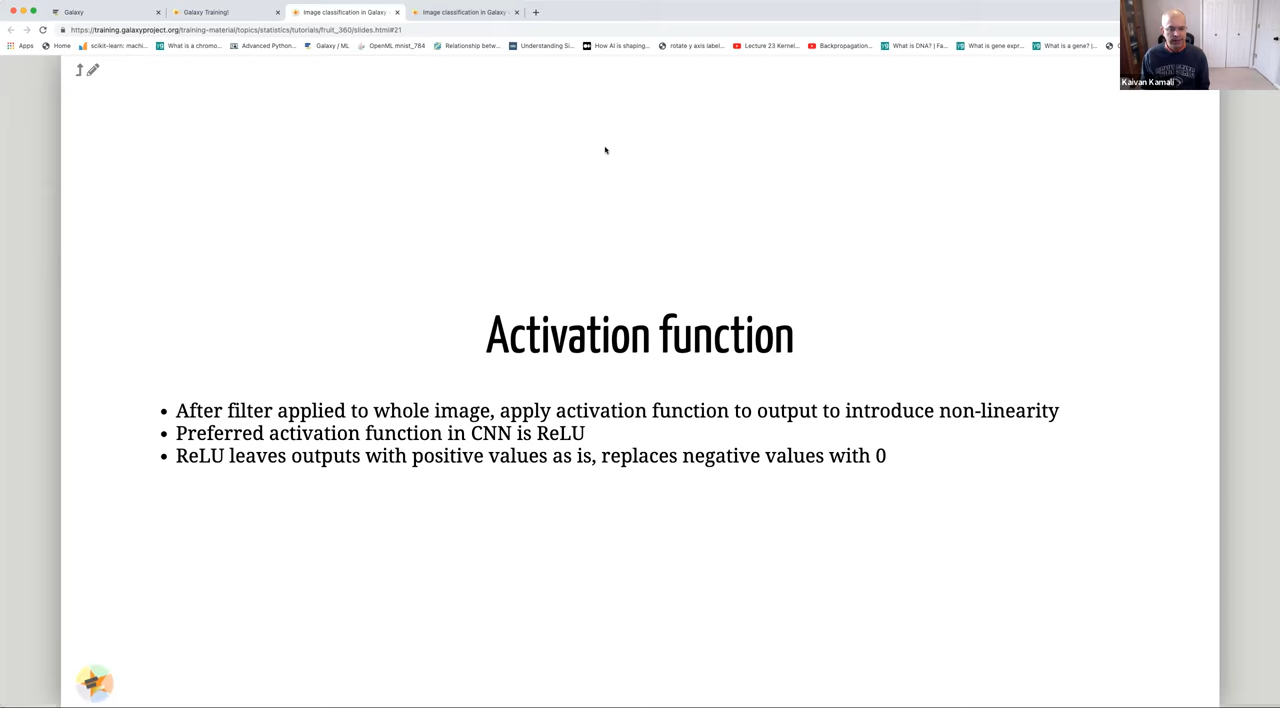 Galaxy
Galaxy Training!
Image classification in Galaxy
Image classification in Galaxy
https://training.galaxyproject.org/training-material/topics/statistics/tutorials/fruit_360/slides.html#21
Apps
Home
scikit-learn: machi...
What is a chromo...
Advanced Python...
Galaxy / ML
OpenML mnist_784
Relationship betw...
Understanding Si...
How AI is shaping...
rotate y axis label...
Lecture 23 Kernel...
Backpropagation...
What is DNA? | Fa...
What is gene expr...
What is a gene? |...
Kaivan Kamali
Activation function
• After filter applied to whole image, apply activation function to output to introduce non-linearity
• Preferred activation function in CNN is ReLU
• ReLU leaves outputs with positive values as is, replaces negative values with 0